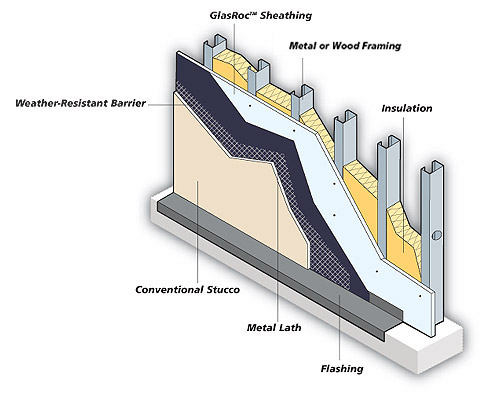 GlasRoc™ Sheathing
Metal or Wood Framing
Weather-Resistant Barrier
Insulation
Conventional Stucco
Metal Lath
Flashing